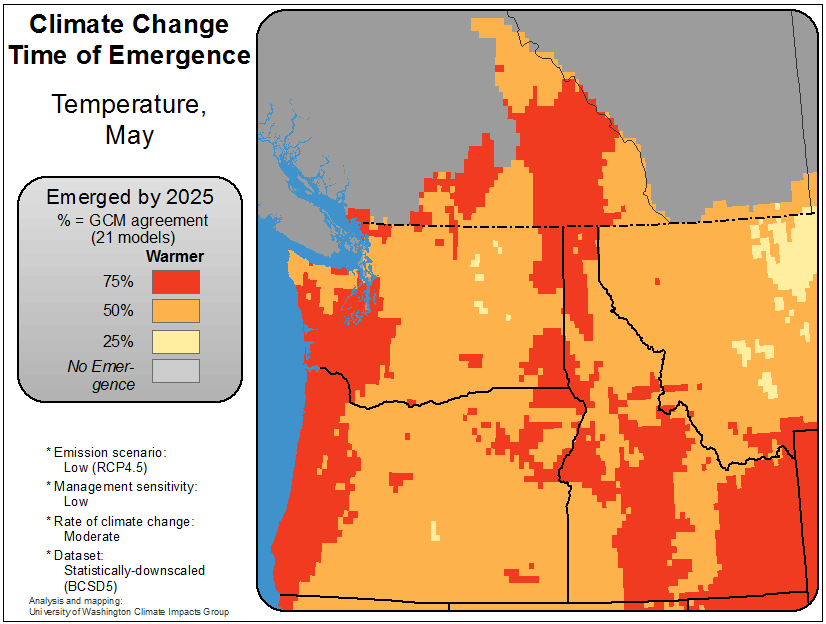 Climate Change
Time of Emergence
Temperature,
May
Emerged by 2025
% = GCM agreement
(21 models)
Warmer
75%
50%
25%
No Emer-
gence
* Emission scenario:
Low (RCP4.5)
* Management sensitivity:
Low
* Rate of climate change:
Moderate
* Dataset:
Statistically-downscaled
(BCSD5)
Analysis and mapping:
University of Washington Climate Impacts Group